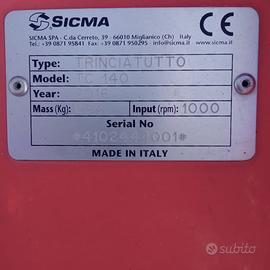 SICMA
CE
SICMA SPA - C.da Cerreto, 39 - 66010 Miglianico (Ch) Italy
Tel.+39 0871 95841 Fax+39 0871 950295 info@sicma.it www.sicma.it
Type: TRINCIATUTTO
Model: TC 140
Year:
Mass (Kg): Input (rpm): 1000
Serial No
MADE IN ITALY
subito